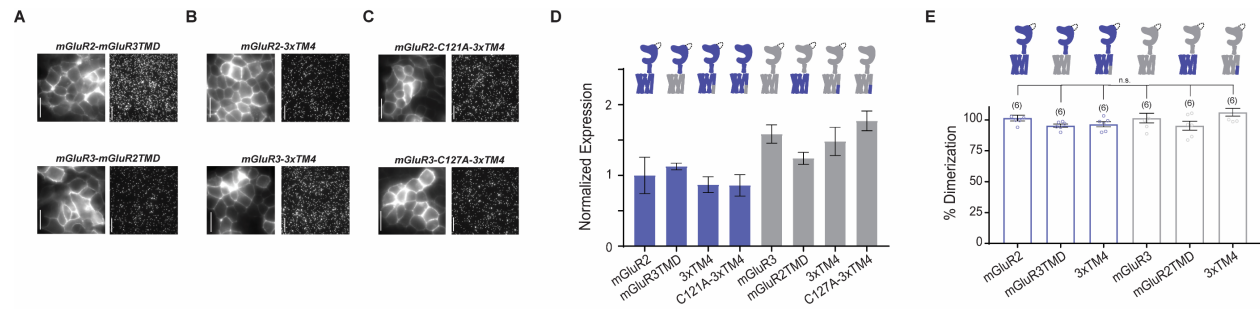 A
B
C
D
E
mGluR2-mGluR3TMD
mGluR2-3xTM4
mGluR2-C121A-3xTM4
mGluR3-mGluR2TMD
mGluR3-3xTM4
mGluR3-C127A-3xTM4
Normalized Expression
2
1
0
mGluR2
mGluR3TMD
3xTM4
C121A-3xTM4
mGluR3
mGluR2TMD
3xTM4
C127A-3xTM4
n.s.
(6)
(6)
(6)
(6)
(6)
(6)
% Dimerization
100
75
50
25
0
mGluR2
mGluR3TMD
3xTM4
mGluR3
mGluR2TMD
3xTM4